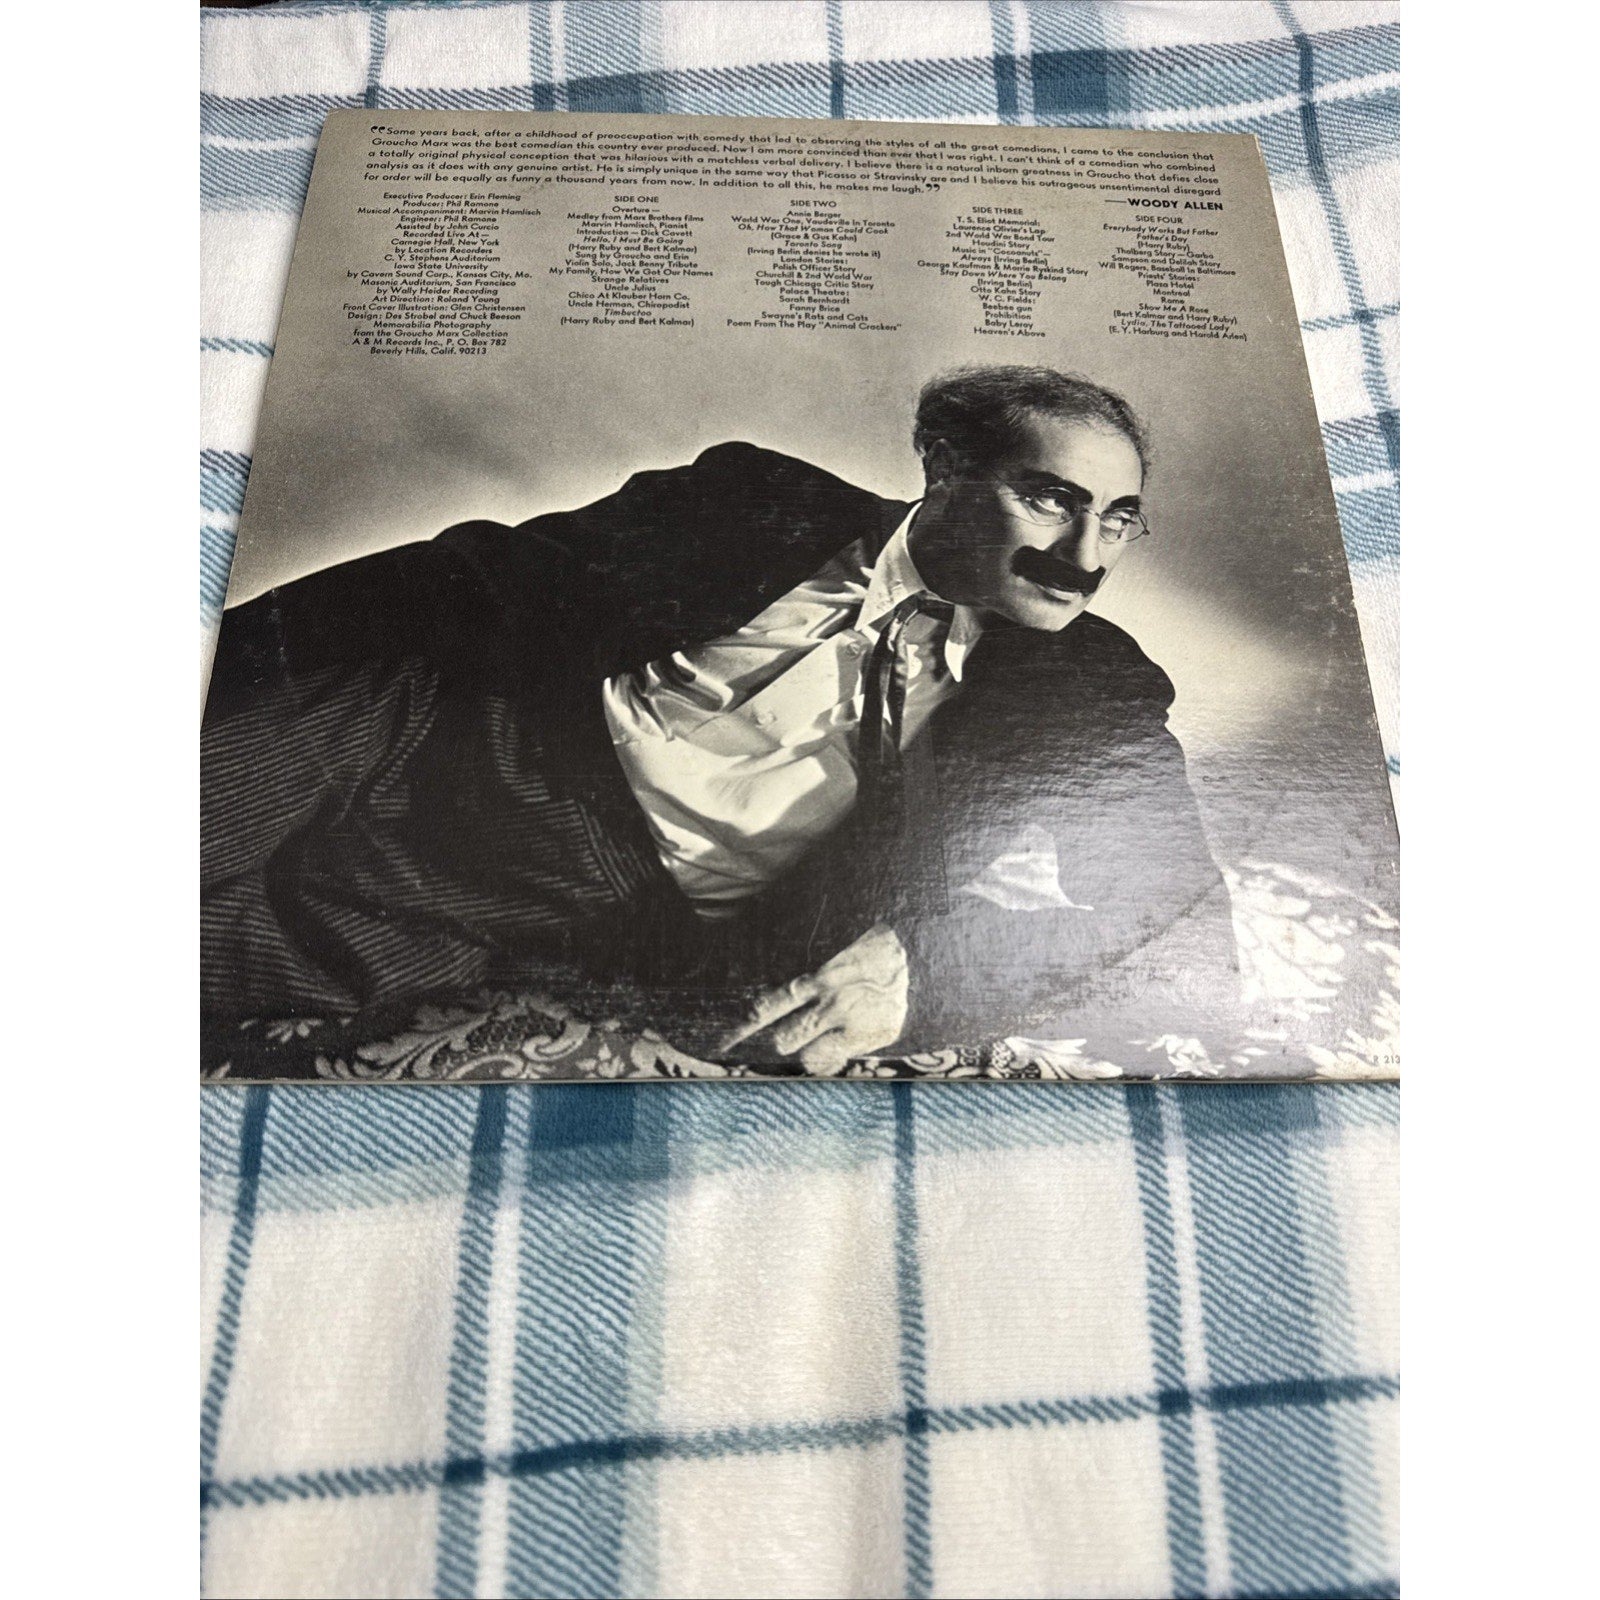 “Some years back, after a childhood of preoccupation with comedy that led to observing the styles of all the great comedians, I came to the conclusion that
Groucho Marx was the best comedian this country ever produced. Now I am more convinced than ever that I was right. I can't think of a comedian who combined
a totally original physical conception that was hilarious with a matchless verbal delivery. I believe there is a natural inborn greatness in Groucho that defies close
analysis as it does with any genuine artist. He is simply unique in the same way that Picasso or Stravinsky are and I believe his outrageous unsentimental disregard
for order will be equally as funny a thousand years from now. In addition to all this, he makes me laugh.”
—WOODY ALLEN
Executive Producer: Erin Fleming
Producer: Phil Ramone
Musical Accompaniment: Marvin Hamlisch
Engineer: Phil Ramone
Assisted by John Curcio
Recorded Live At —
Carnegie Hall, New York
by Location Recorders
C. Y. Stephens Auditorium
Iowa State University
by Cavern Sound Corp., Kansas City, Mo.
Masonic Auditorium, San Francisco
by Wally Heider Recording
Art Direction: Roland Young
Front Cover Illustration: Glen Christensen
Design: Des Strobel and Chuck Beeson
Memorabilia Photography
from the Groucho Marx Collection
A & M Records Inc., P. O. Box 782
Beverly Hills, Calif. 90213
SIDE ONE
Overture —
Medley from Marx Brothers films
Marvin Hamlisch, Pianist
Introduction — Dick Cavett
Hello, I Must Be Going
(Harry Ruby and Bert Kalmar)
Sung by Groucho and Erin
Violin Solo, Jack Benny Tribute
My Family, How We Got Our Names
Strange Relatives
Uncle Julius
Chico At Klauber Horn Co.
Uncle Herman, Chiropodist
Timbuctoo
(Harry Ruby and Bert Kalmar)
SIDE TWO
Annie Berger
World War One, Vaudeville In Toronto
Oh, How That Woman Could Cook
(Grace & Gus Kahn)
Toronto Song
(Irving Berlin denies he wrote it)
London Stories:
Polish Officer Story
Churchill & 2nd World War
Tough Chicago Critic Story
Palace Theatre:
Sarah Bernhardt
Fanny Brice
Swayne's Rats and Cats
Poem From The Play "Animal Crackers"
SIDE THREE
T. S. Eliot Memorial:
Laurence Olivier's Lap
2nd World War Bond Tour
Houdini Story
Music in "Cocoanuts"—
Always (Irving Berlin)
George Kaufman & Morrie Ryskind Story
Stay Down Where You Belong
(Irving Berlin)
Otto Kahn Story
W. C. Fields:
Beebee gun
Prohibition
Baby Leroy
Heaven's Above
SIDE FOUR
Everybody Works But Father
Father's Day
(Harry Ruby)
Thalberg Story — Garbo
Sampson and Delilah Story
Will Rogers, Baseball In Baltimore
Priests' Stories:
Plaza Hotel
Montreal
Rome
Show Me A Rose
(Bert Kalmar and Harry Ruby)
Lydia, The Tattooed Lady
(E. Y. Harburg and Harold Arlen)
R 213